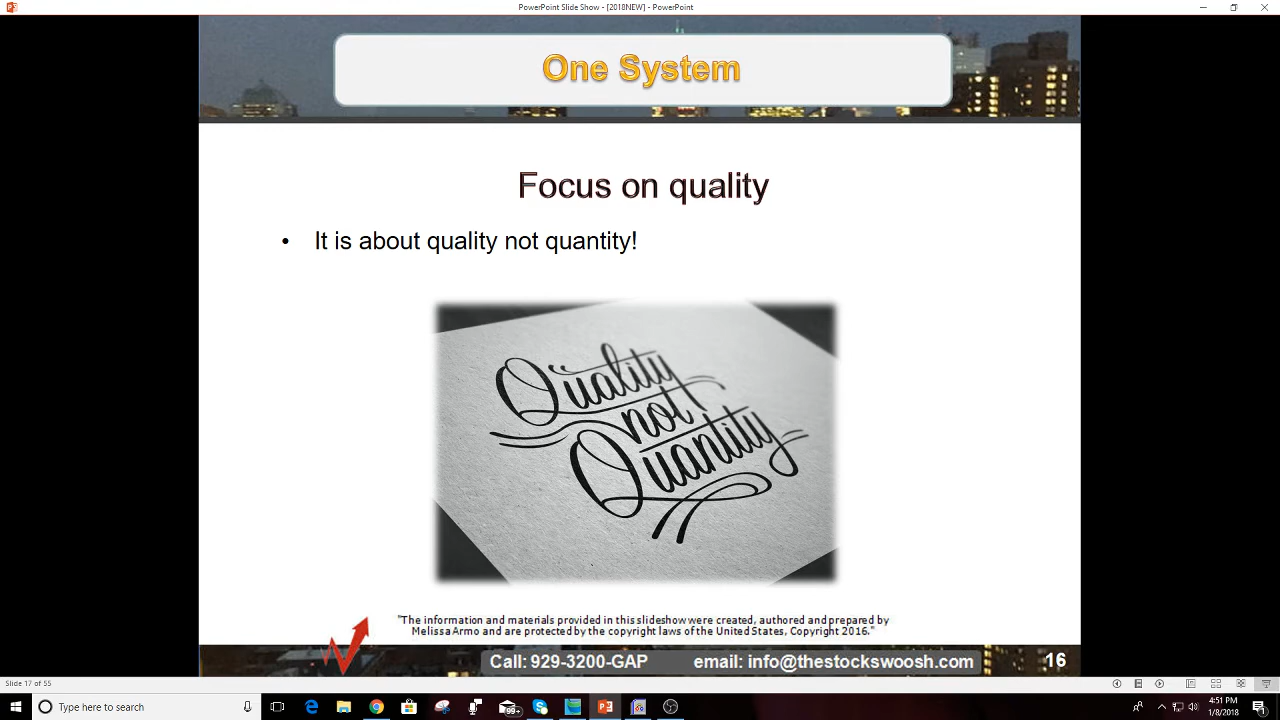 PowerPoint Slide Show - [2018NEW] - PowerPoint
One System
Focus on quality
• It is about quality not quantity!
Quality
not
Quantity
"The information and materials provided in this slideshow were created, authored and prepared by
Melissa Armo and are protected by the copyright laws of the United States, Copyright 2016."
Call: 929-3200-GAP email: info@thestockswoosh.com 16
Slide 17 of 55
Type here to search
99+
4:51 PM
1/8/2018
1